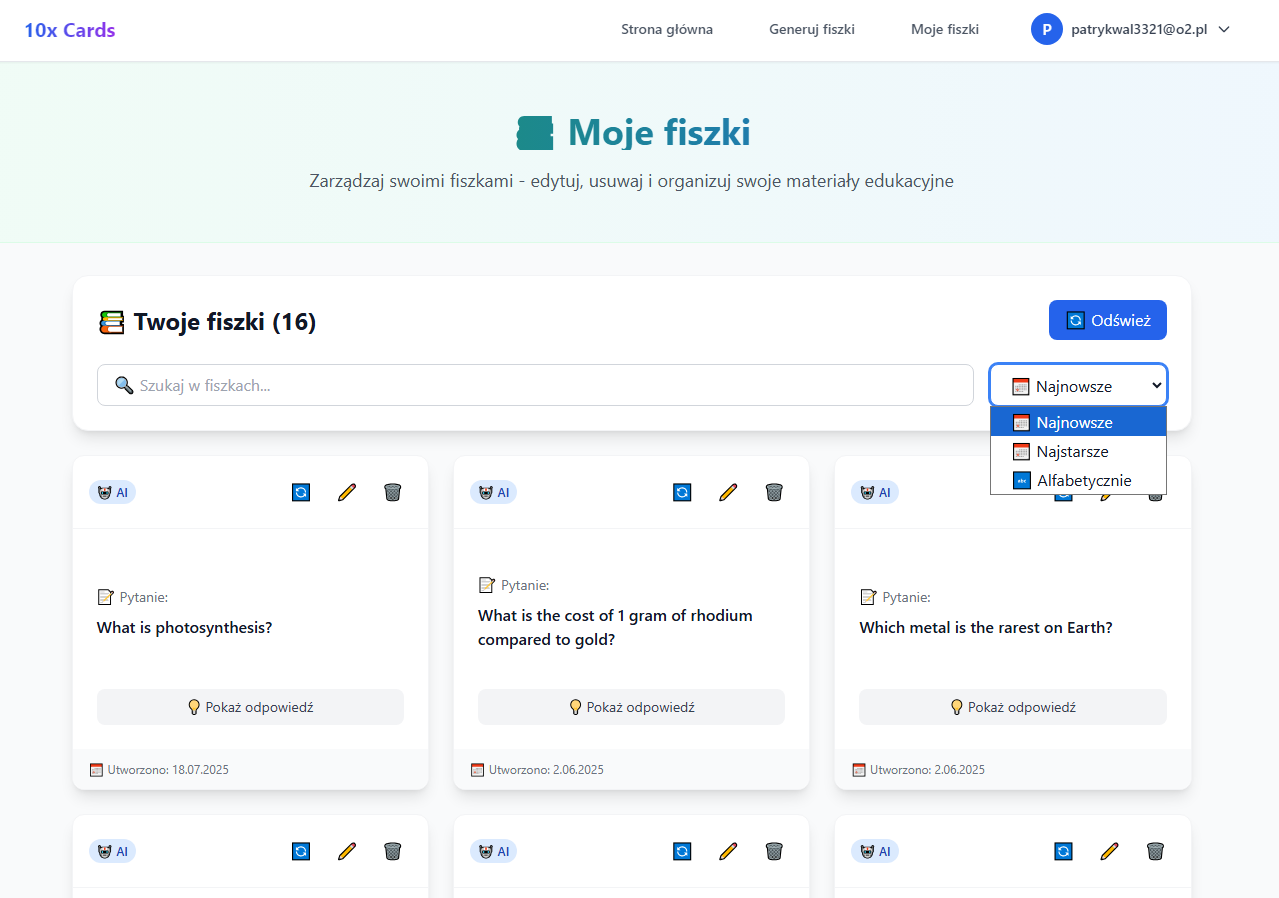 10x Cards
Strona główna
Generuj fiszki
Moje fiszki
P
patrykwal3321@o2.pl
Moje fiszki
Zarządzaj swoimi fiszkami - edytuj, usuwaj i organizuj swoje materiały edukacyjne
Twoje fiszki (16)
Odśwież
Szukaj w fiszkach...
Najnowsze
Najnowsze
Najstarsze
Alfabetycznie
AI
Pytanie:
What is photosynthesis?
Pokaż odpowiedź
Utworzono: 18.07.2025
AI
Pytanie:
What is the cost of 1 gram of rhodium
compared to gold?
Pokaż odpowiedź
Utworzono: 2.06.2025
AI
Pytanie:
Which metal is the rarest on Earth?
Pokaż odpowiedź
Utworzono: 2.06.2025
AI
AI
AI